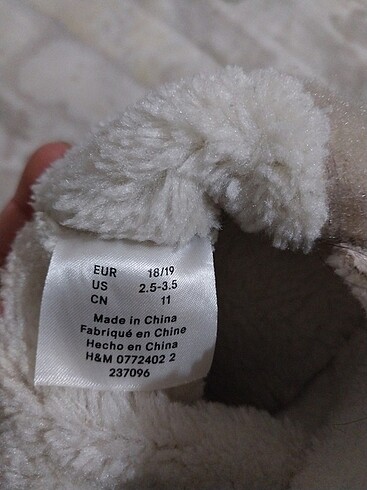 EUR 18/19
US 2.5-3.5
CN 11
Made in China
Fabriqué en Chine
Hecho en China
H&M 0772402 2
237096